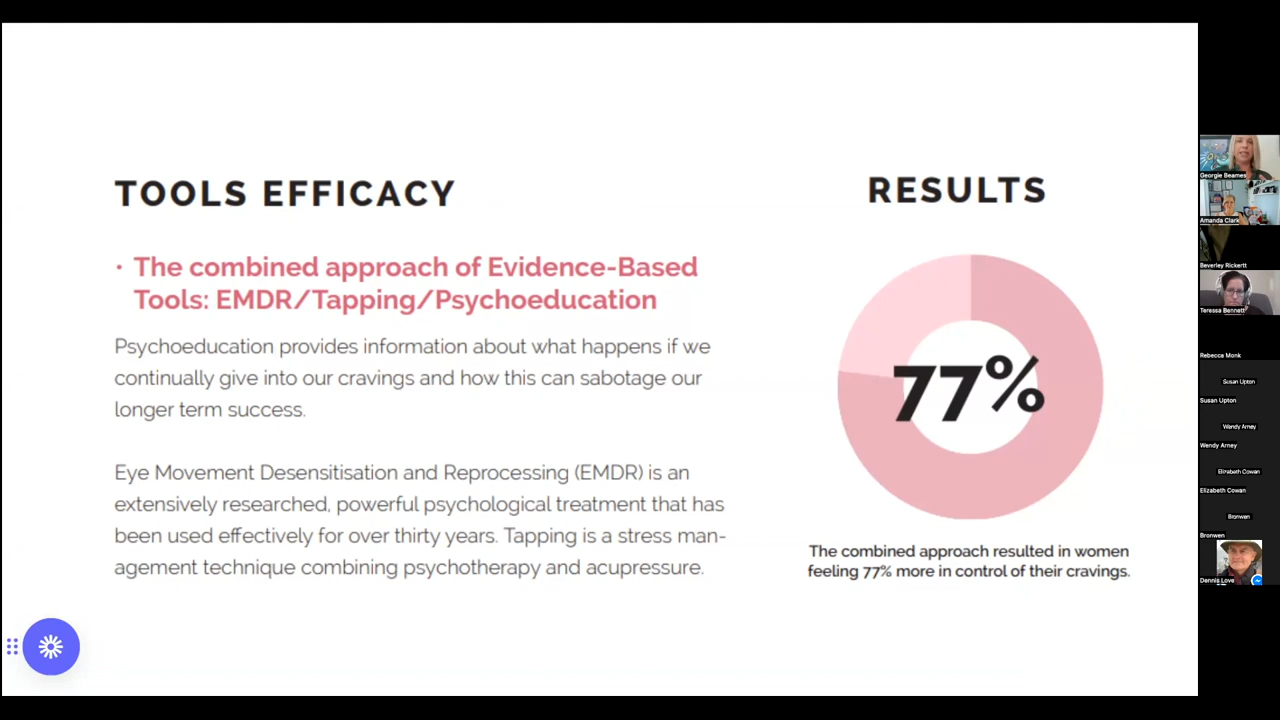 TOOLS EFFICACY
• The combined approach of Evidence-Based
Tools: EMDR/Tapping/Psychoeducation
Psychoeducation provides information about what happens if we
continually give into our cravings and how this can sabotage our
longer term success.
Eye Movement Desensitisation and Reprocessing (EMDR) is an
extensively researched, powerful psychological treatment that has
been used effectively for over thirty years. Tapping is a stress man-
agement technique combining psychotherapy and acupressure.
RESULTS
77%
The combined approach resulted in women
feeling 77% more in control of their cravings.
Georgie Beames
Amanda Clark
Beverley Rickertt
Teressa Bennett
Rebecca Monk
Susan Upton
Susan Upton
Wendy Arney
Wendy Arney
Elizabeth Cowan
Elizabeth Cowan
Bronwen
Bronwen
Dennis Love